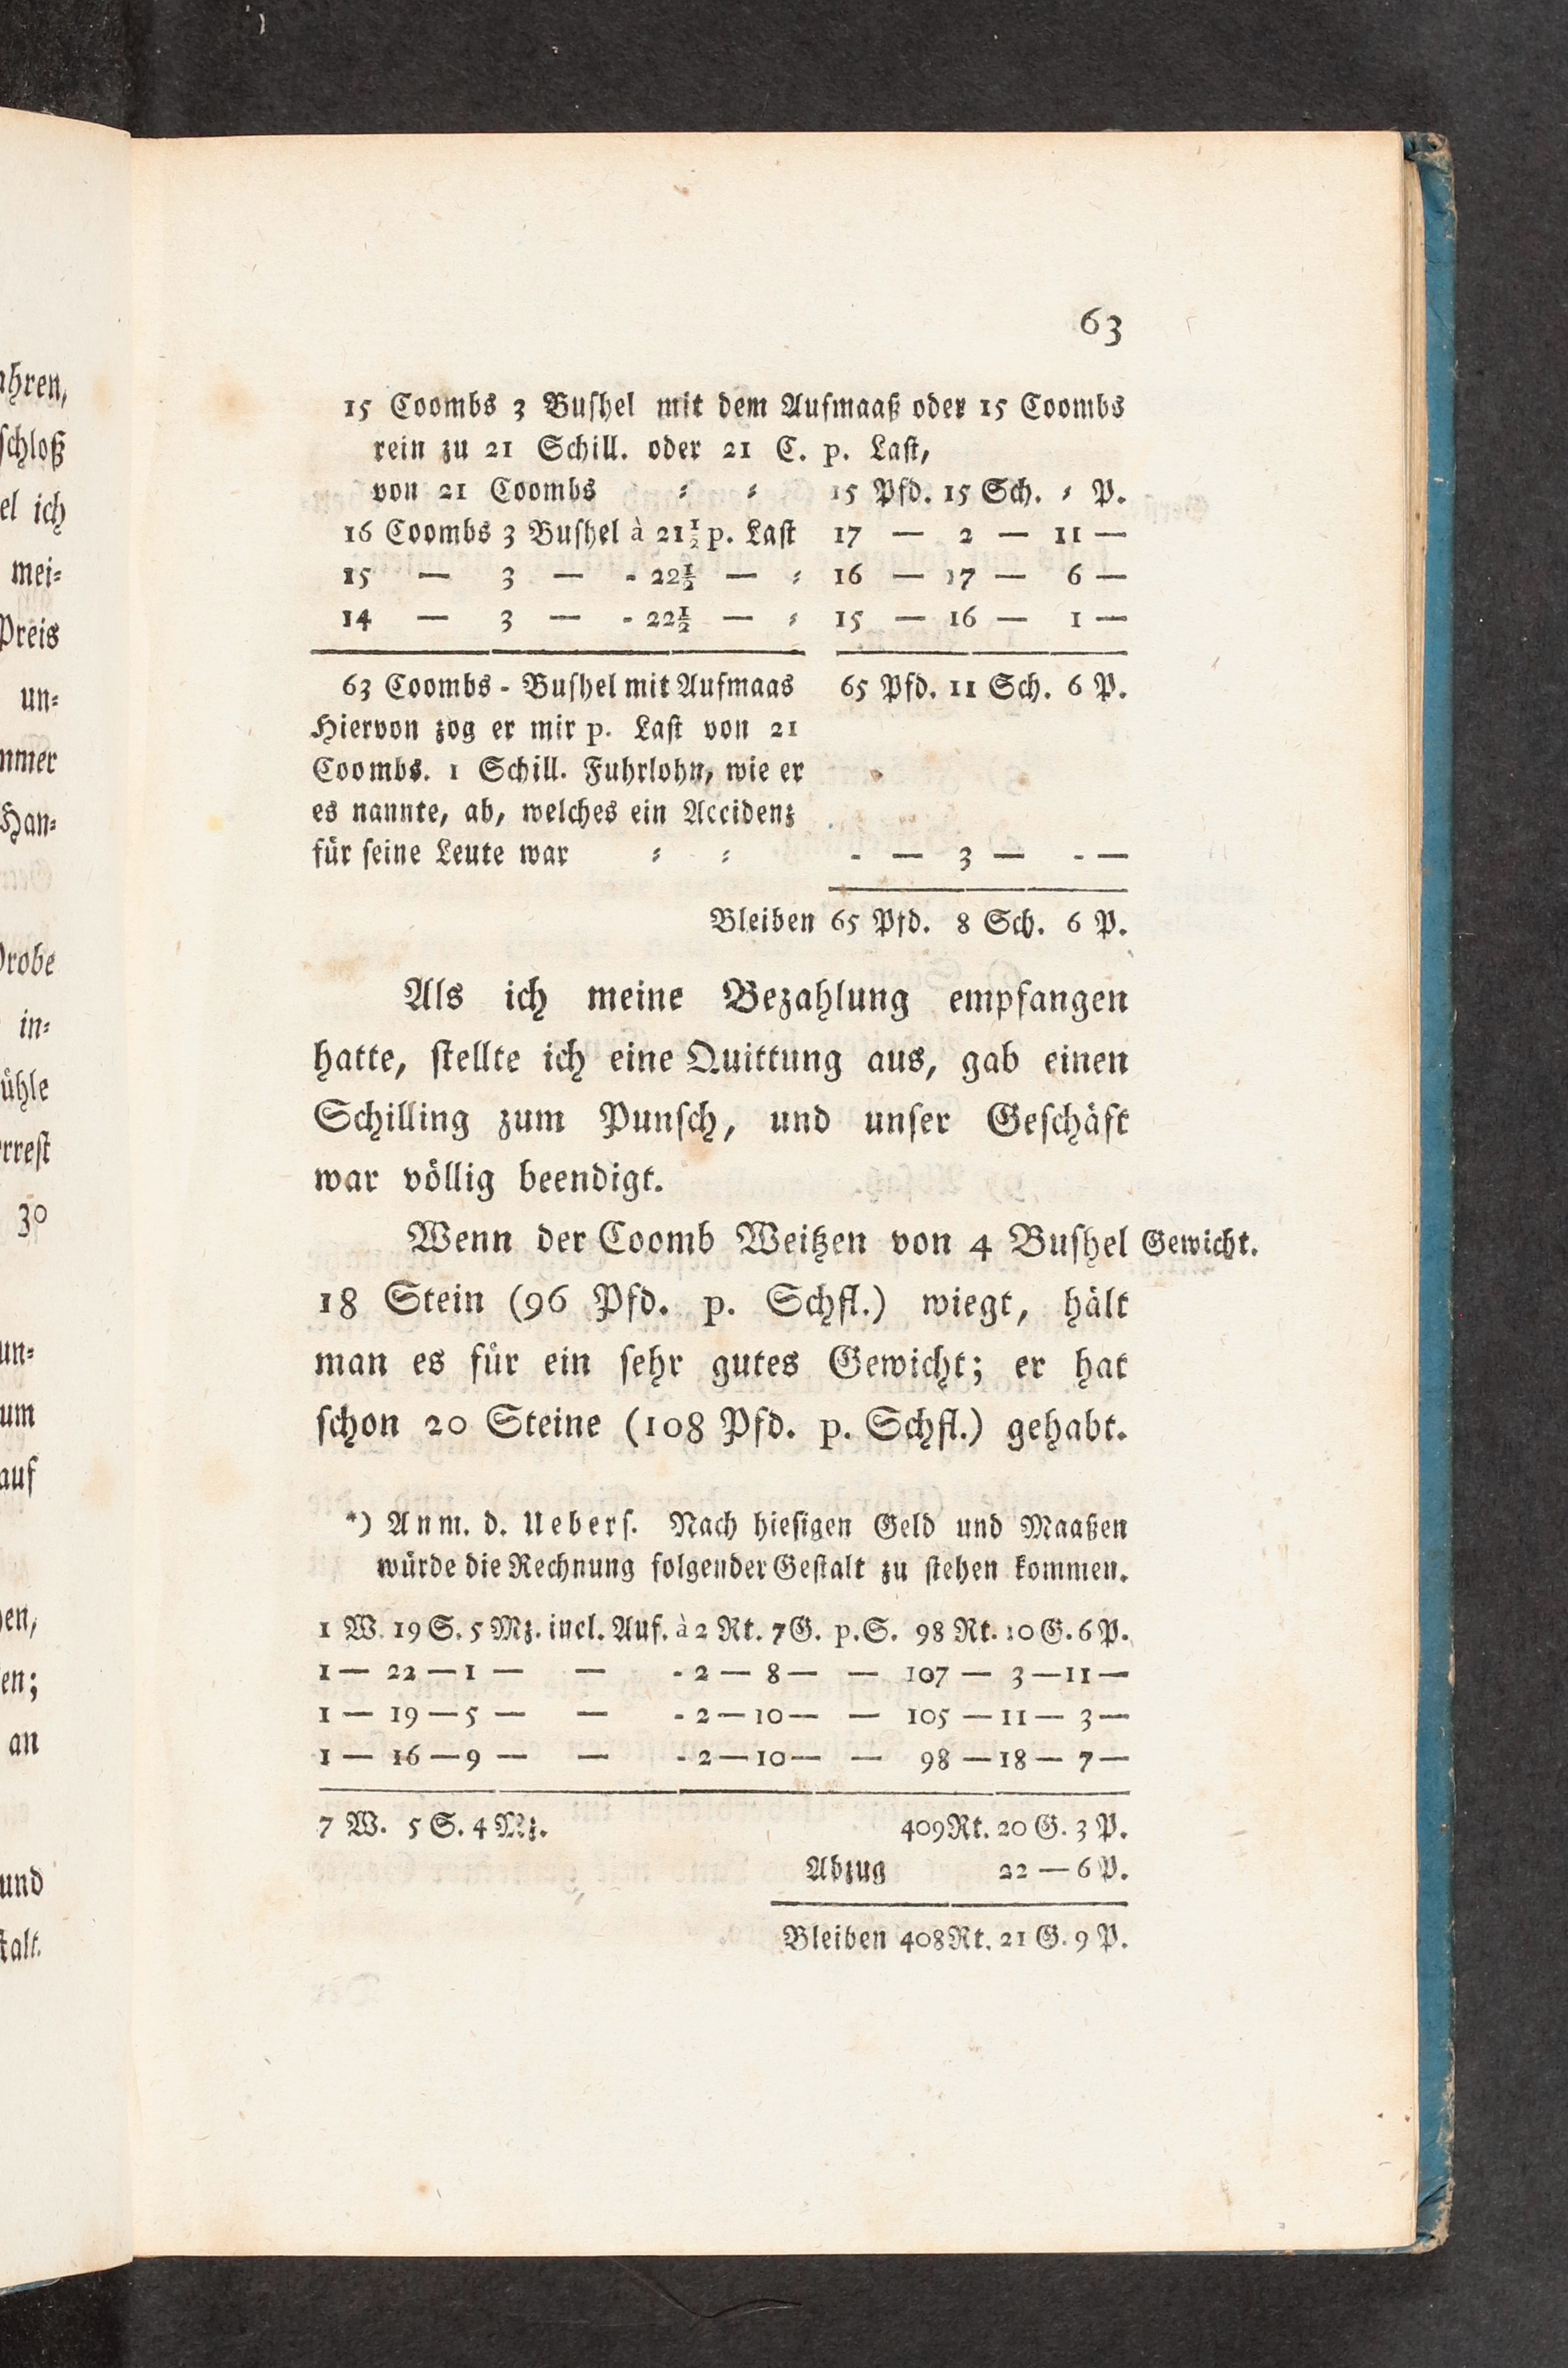 63
15 Coombs 3 Buſhel mit dem Aufmaaß oder 15 Coombs
rein zu 21 Schill. oder 21 C. p. Laſt,
von 21 Coombs ⸗ ⸗ 15 Pfd. 15 Sch. ⸗ P.
16 Coombs 3 Buſhel à 21½ p. Laſt 17 — 2 — 11 —
15 — 3 — - 22½ — ⸗ 16 — 17 — 6 —
14 — 3 — - 22½ — ⸗ 15 — 16 — 1 —
63 Coombs - Buſhel mit Aufmaas 65 Pfd. 11 Sch. 6 P.
Hiervon zog er mir p. Laſt von 21
Coombs. 1 Schill. Fuhrlohn, wie er
es nannte, ab, welches ein Accidenz
für ſeine Leute war ⸗ ⸗ - — 3 — - —
Bleiben 65 Pfd. 8 Sch. 6 P.
Als ich meine Bezahlung empfangen
hatte, ſtellte ich eine Quittung aus, gab einen
Schilling zum Punſch, und unſer Geſchäft
war völlig beendigt.
Wenn der Coomb Weitzen von 4 Buſhel Gewicht.
18 Stein (96 Pfd. p. Schfl.) wiegt, hält
man es für ein ſehr gutes Gewicht; er hat
ſchon 20 Steine (108 Pfd. p. Schfl.) gehabt.
*) Anm. d. Ueberſ. Nach hieſigen Geld und Maaßen
würde die Rechnung folgender Geſtalt zu ſtehen kommen.
1 W. 19 S. 5 Mz. incl. Auf. à 2 Rt. 7 G. p. S. 98 Rt. 10 G. 6 P.
1 — 22 — 1 — — - 2 — 8 — — 107 — 3 — 11 —
1 — 19 — 5 — — - 2 — 10 — — 105 — 11 — 3 —
1 — 16 — 9 — — - 2 — 10 — — 98 — 18 — 7 —
7 W. 5 S. 4 Mz. 409 Rt. 20 G. 3 P.
Abzug 22 — 6 P.
Bleiben 408 Rt. 21 G. 9 P.